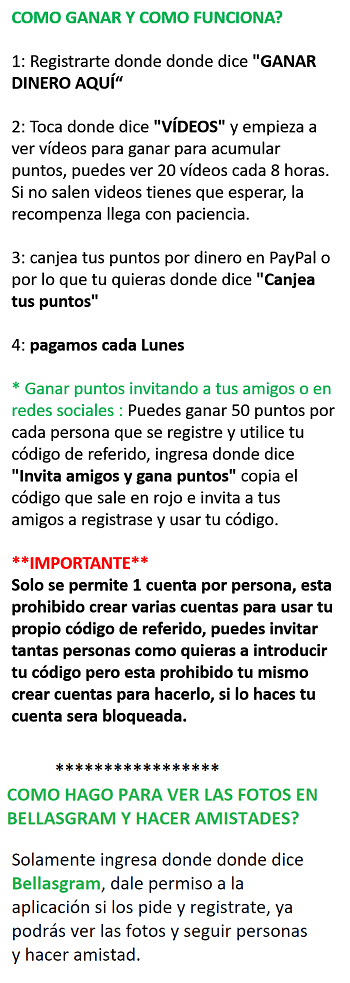 COMO GANAR Y COMO FUNCIONA?
1: Registrarte donde donde dice "GANAR
DINERO AQUÍ“
2: Toca donde dice "VÍDEOS" y empieza a
ver vídeos para ganar para acumular
puntos, puedes ver 20 vídeos cada 8 horas.
Si no salen videos tienes que esperar, la
recompenza llega con paciencia.
3: canjea tus puntos por dinero en PayPal o
por lo que tu quieras donde dice "Canjea
tus puntos"
4: pagamos cada Lunes
* Ganar puntos invitando a tus amigos o en
redes sociales : Puedes ganar 50 puntos por
cada persona que se registre y utilice tu
código de referido, ingresa donde dice
"Invita amigos y gana puntos" copia el
código que sale en rojo e invita a tus
amigos a registrase y usar tu código.
**IMPORTANTE**
Solo se permite 1 cuenta por persona, esta
prohibido crear varias cuentas para usar tu
propio código de referido, puedes invitar
tantas personas como quieras a introducir
tu código pero esta prohibido tu mismo
crear cuentas para hacerlo, si lo haces tu
cuenta sera bloqueada.
*****************
COMO HAGO PARA VER LAS FOTOS EN
BELLASGRAM Y HACER AMISTADES?
Solamente ingresa donde donde dice
Bellasgram, dale permiso a la
aplicación si los pide y registrate, ya
podrás ver las fotos y seguir personas
y hacer amistad.